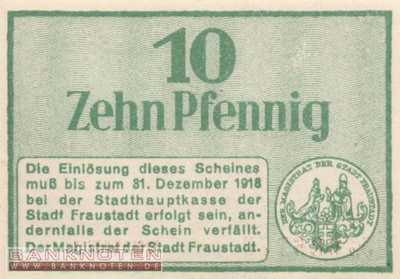 10
Zehn Pfennig
Die Einlösung dieses Scheines
muß bis zum 31. Dezember 1918
bei der Stadthauptkasse der
Stadt Fraustadt erfolgt sein, an-
dernfalls der Schein verfällt.
Der Magistrat der Stadt Fraustadt.
DER MAGISTRAT DER STADT FRAUSTADT
BANKNOTEN
WWW.BANKNOTEN.DE